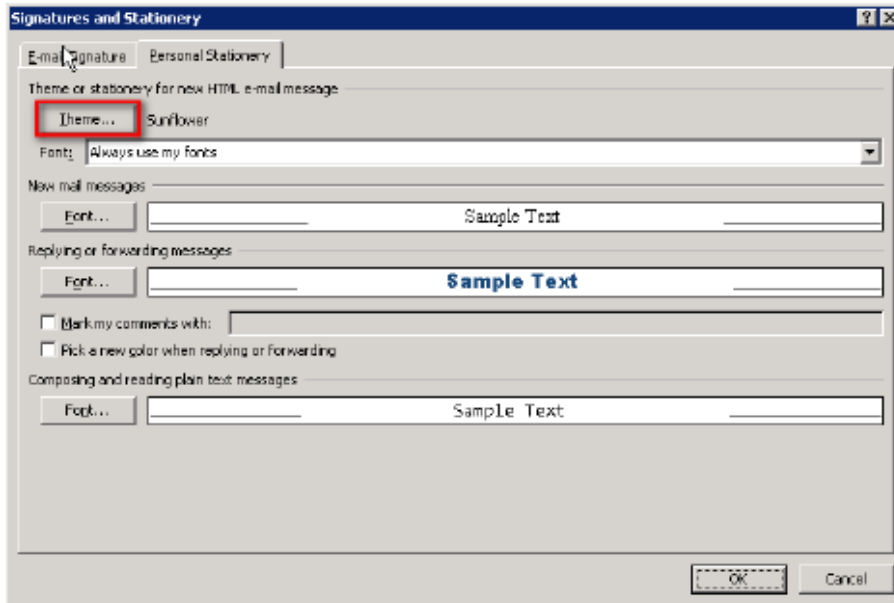 Signatures and Stationery
E-mail Signature Personal Stationery
Theme or stationery for new HTML e-mail message
Theme... Sunflower
Font: Always use my fonts
New mail messages
Font... Sample Text
Replying or forwarding messages
Font... Sample Text
Mark my comments with:
Pick a new color when replying or forwarding
Composing and reading plain text messages
Font... Sample Text
OK Cancel